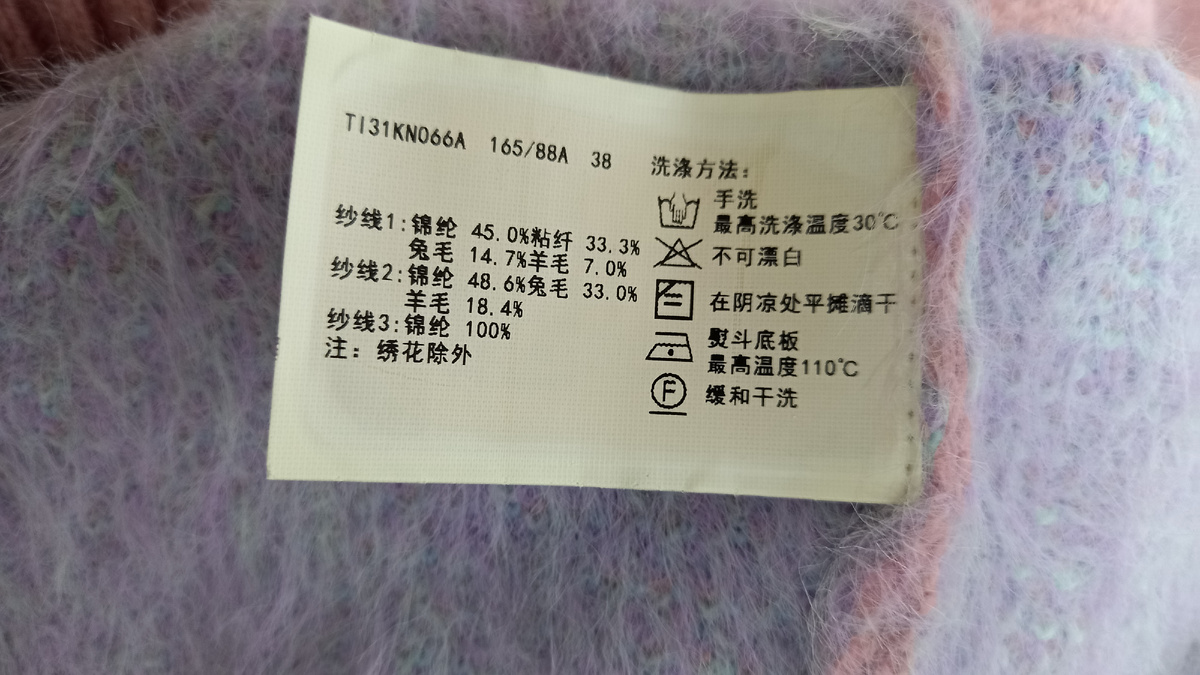 TI31KN066A 165/88A 38
纱线1:锦纶 45.0%粘纤 33.3%
兔毛 14.7%羊毛 7.0%
纱线2:锦纶 48.6%兔毛 33.0%
羊毛 18.4%
纱线3:锦纶 100%
注：绣花除外
洗涤方法：
手洗
最高洗涤温度30℃
不可漂白
在阴凉处平摊滴干
熨斗底板
最高温度110℃
F 缓和干洗